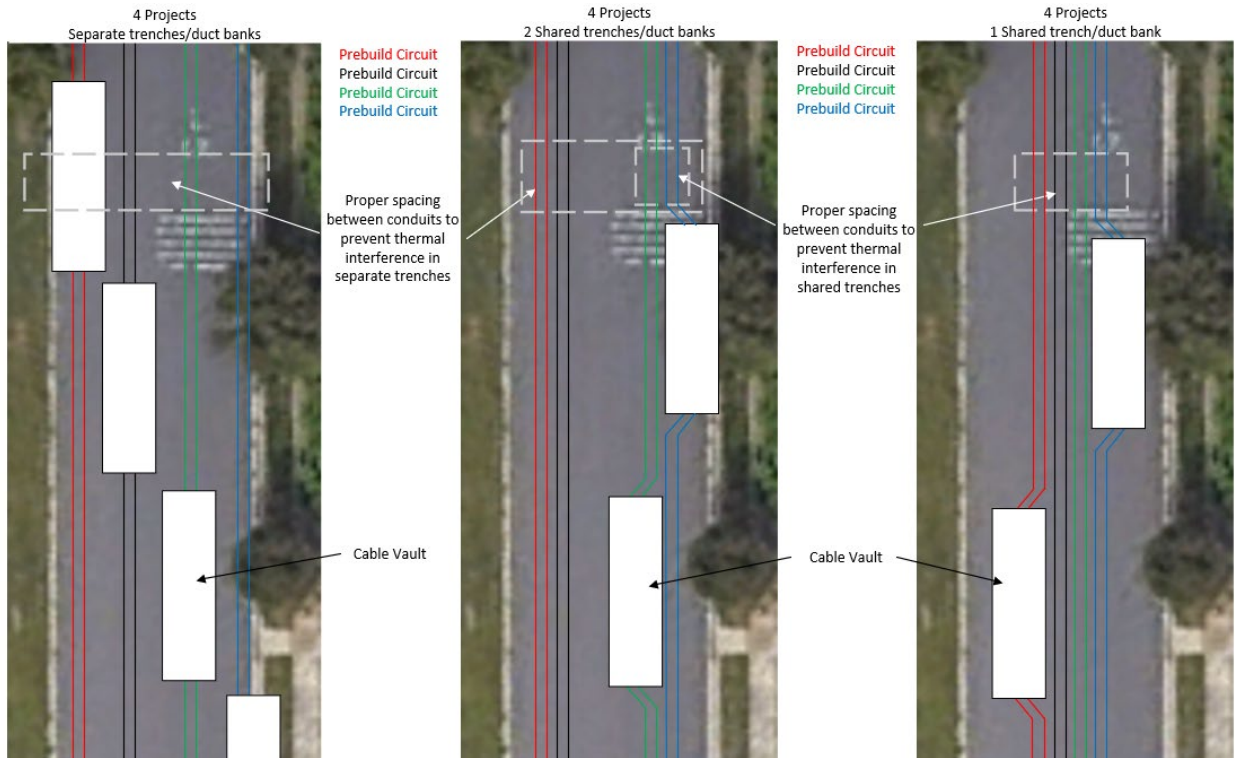 4 Projects
Separate trenches/duct banks
4 Projects
2 Shared trenches/duct banks
4 Projects
1 Shared trench/duct bank
Prebuild Circuit
Prebuild Circuit
Prebuild Circuit
Prebuild Circuit
Prebuild Circuit
Prebuild Circuit
Prebuild Circuit
Prebuild Circuit
Proper spacing
between conduits to
prevent thermal
interference in
separate trenches
Proper spacing
between conduits to
prevent thermal
interference in
shared trenches
Cable Vault
Cable Vault